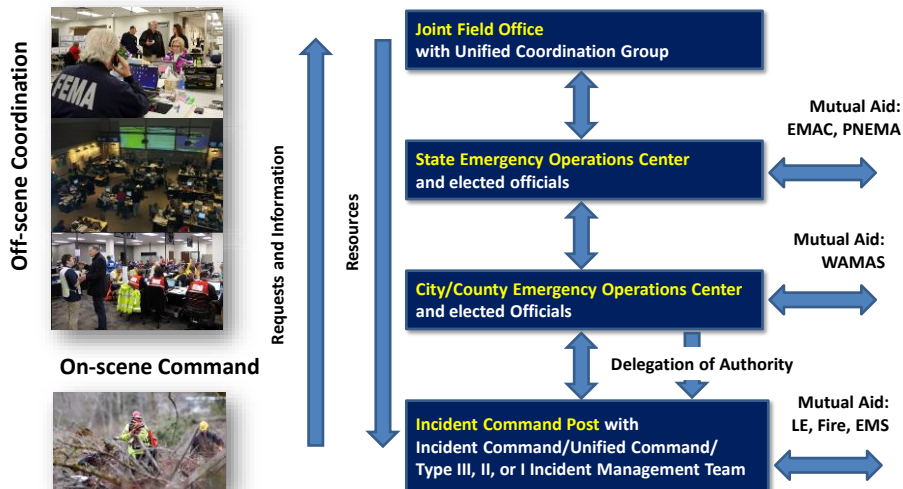 Off-scene Coordination
FEMA
On-scene Command
Requests and Information
Resources
Joint Field Office
with Unified Coordination Group
Mutual Aid:
EMAC, PNEMA
State Emergency Operations Center
and elected officials
Mutual Aid:
WAMAS
City/County Emergency Operations Center
and elected Officials
Delegation of Authority
Incident Command Post with
Incident Command/Unified Command/
Type III, II, or I Incident Management Team
Mutual Aid:
LE, Fire, EMS